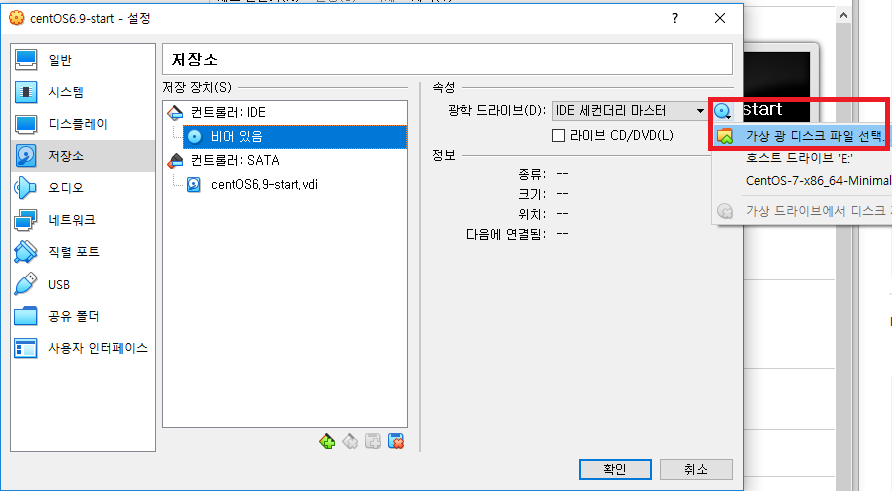 centOS6.9-start - 설정
?
일반
시스템
디스플레이
저장소
오디오
네트워크
직렬 포트
USB
공유 폴더
사용자 인터페이스
저장소
저장 장치(S)
컨트롤러: IDE
비어 있음
컨트롤러: SATA
centOS6,9-start,vdi
속성
광학 드라이브(D):
IDE 세컨더리 마스터
라이브 CD/DVD(L)
정보
종류: --
크기: --
위치: --
다음에 연결됨: --
start
가상 광 디스크 파일 선택.
호스트 드라이브 'E:'
CentOS-7-x86_64-Minimal
가상 드라이브에서 디스크
확인
취소